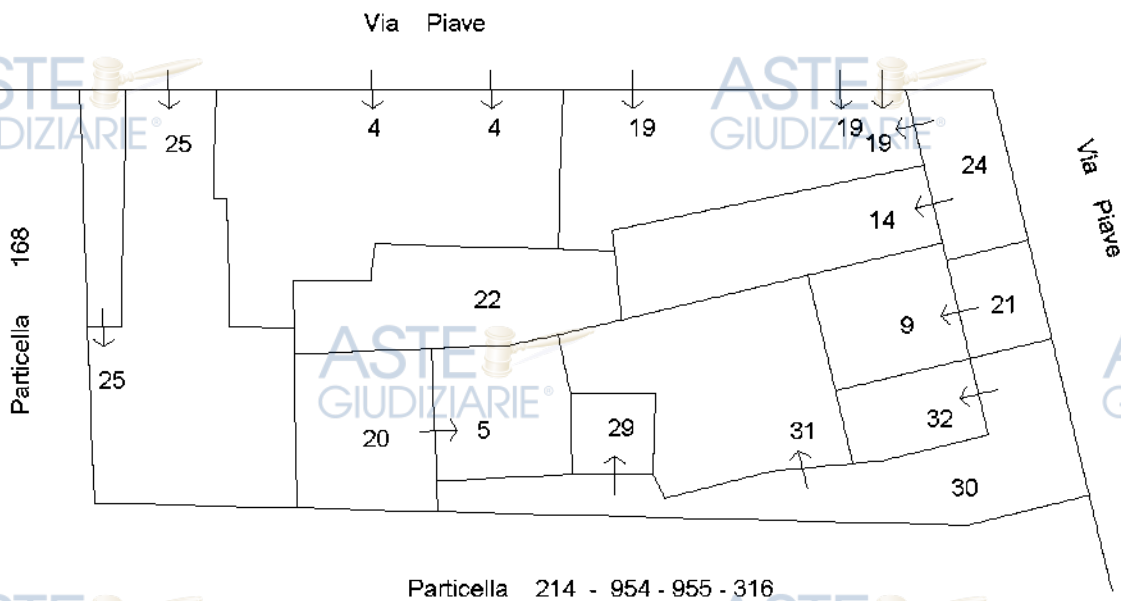 Via Piave
ASTE
GIUDIZIARIE®
ASTE
GIUDIZIARIE®
25
4
4
19
19
19
24
Via Piave
14
Particella 168
22
21
9
ASTE
GIUDIZIARIE®
25
20
5
29
31
32
30
Particella 214 - 954 - 955 - 316